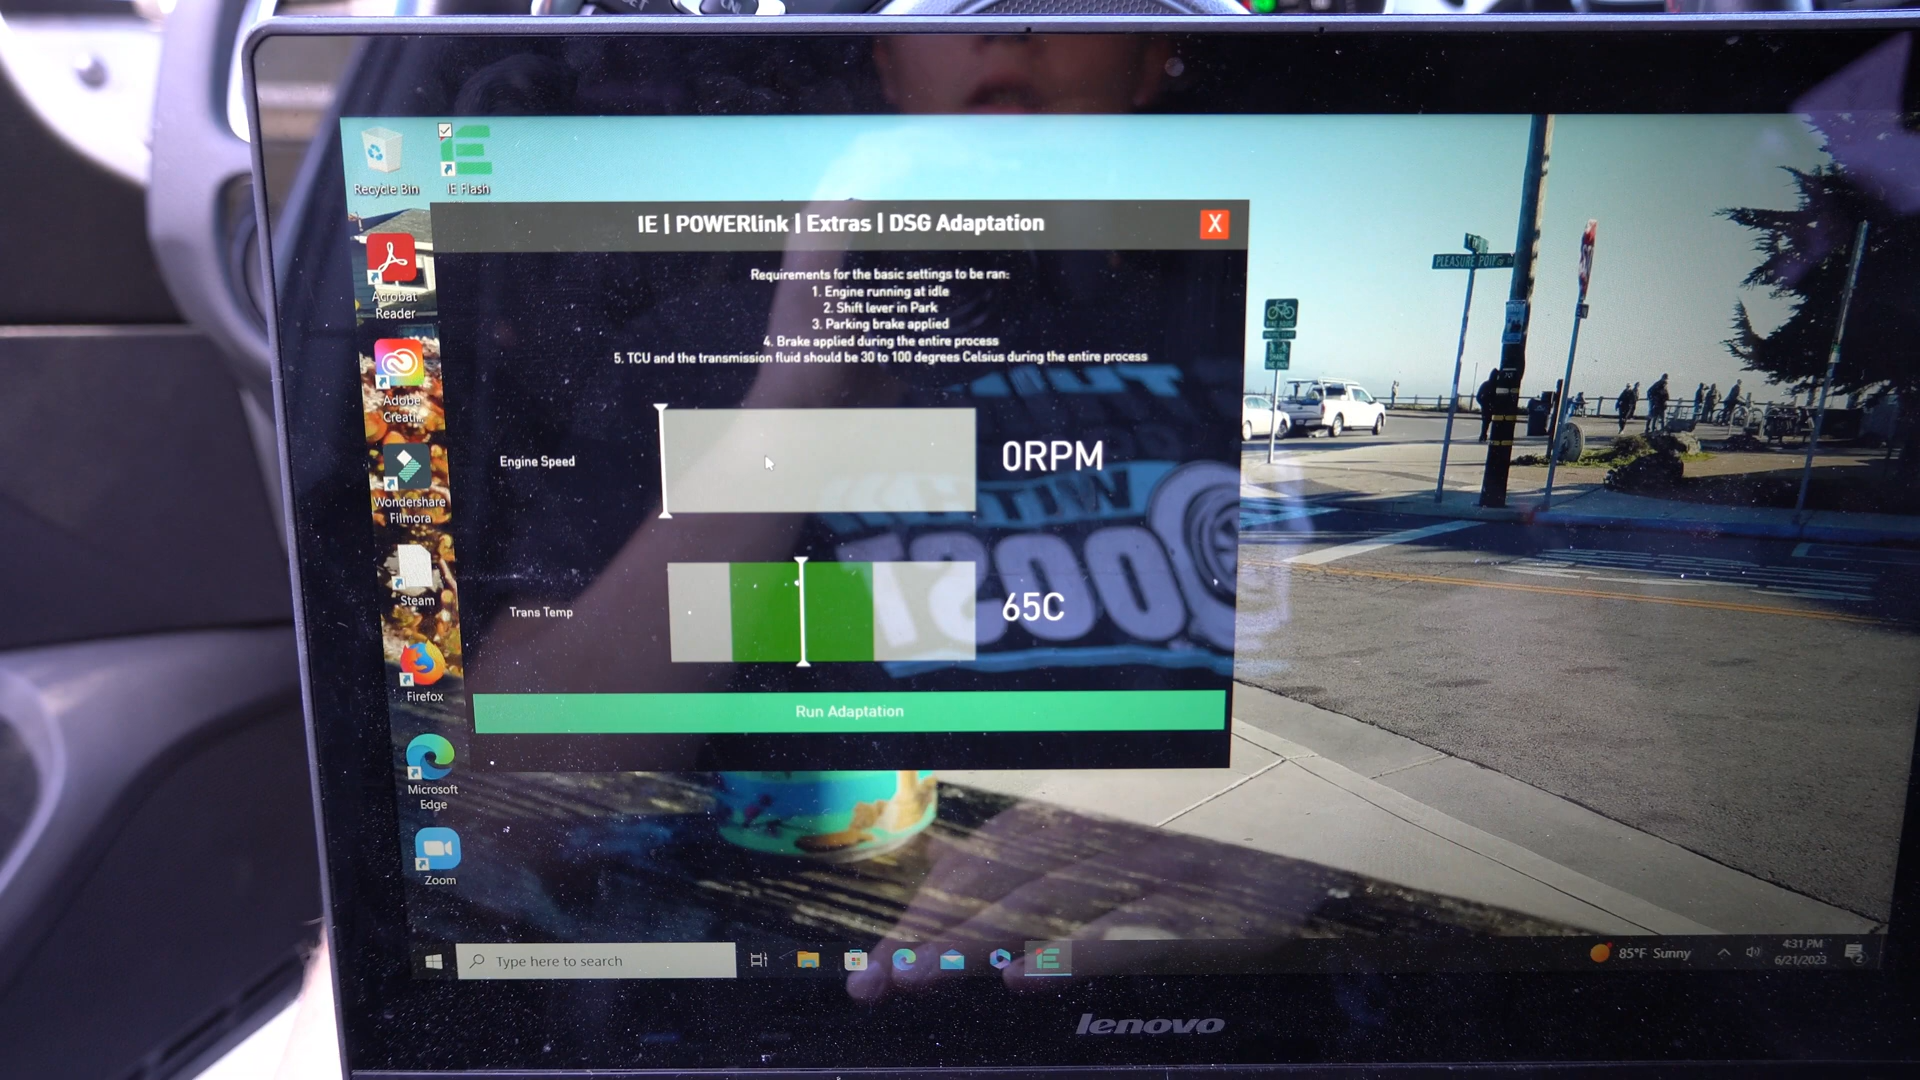 Recycle Bin
IE Flash
Acrobat
Reader
Adobe
Creati...
Wondershare
Filmora
Steam
Firefox
Microsoft
Edge
Zoom
IE | POWERlink | Extras | DSG Adaptation
X
Requirements for the basic settings to be ran:
1. Engine running at idle
2. Shift lever in Park
3. Parking brake applied
4. Brake applied during the entire process
5. TCU and the transmission fluid should be 30 to 100 degrees Celsius during the entire process
Engine Speed
0RPM
Trans Temp
65C
Run Adaptation
BIKE ROUTE
Type here to search
85°F Sunny
4:31 PM
6/21/2023
2
lenovo